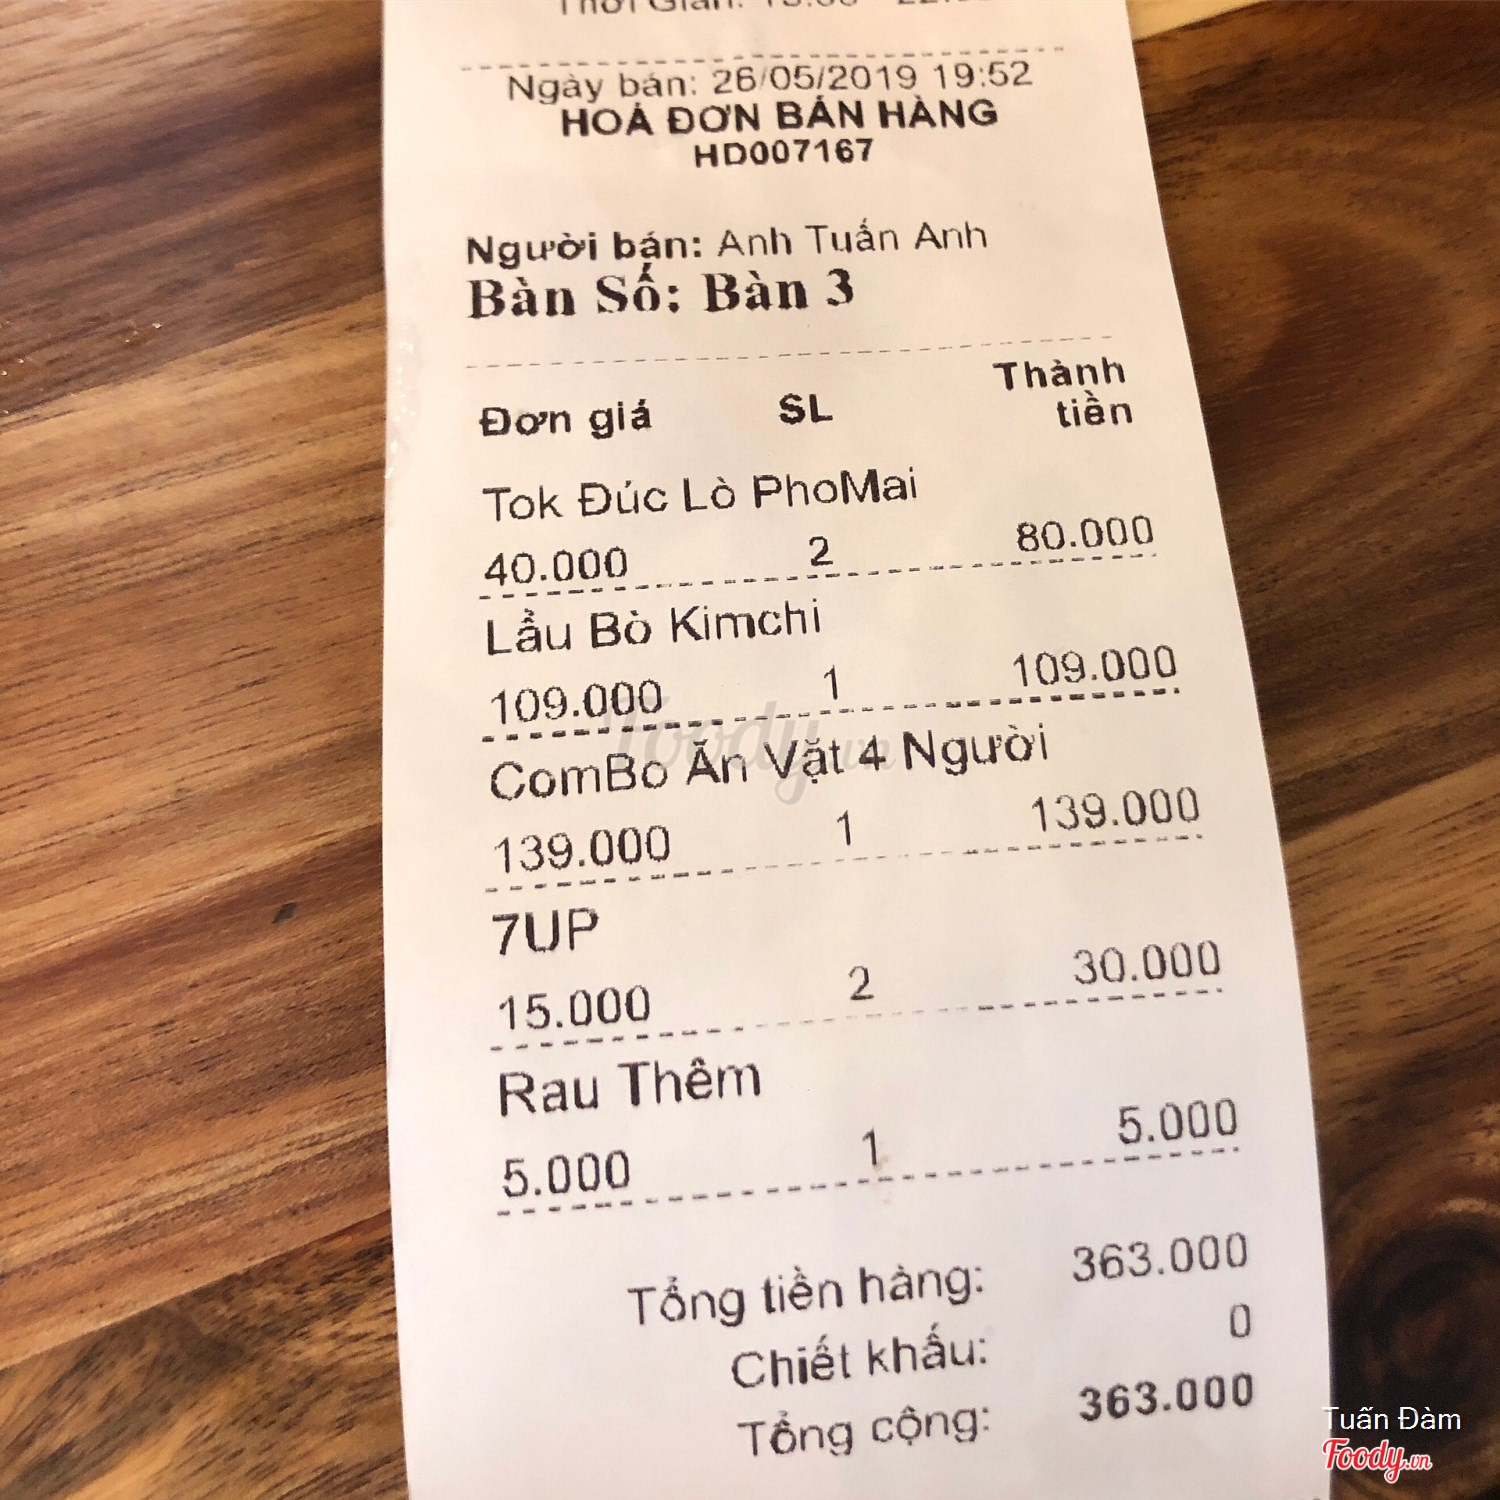 Ngày bán: 26/05/2019 19:52
HOÁ ĐƠN BÁN HÀNG
HD007167
Người bán: Anh Tuấn Anh
Bàn Số: Bàn 3
Đơn giá SL Thành tiền
Tok Đúc Lò PhoMai
40.000 2 80.000
Lẩu Bò Kimchi
109.000 1 109.000
ComBo Ăn Vặt 4 Người
139.000 1 139.000
7UP
15.000 2 30.000
Rau Thêm
5.000 1 5.000
Tổng tiền hàng: 363.000
Chiết khấu: 0
Tổng cộng: 363.000
Foody.vn
Tuấn Đàm
Foody.vn